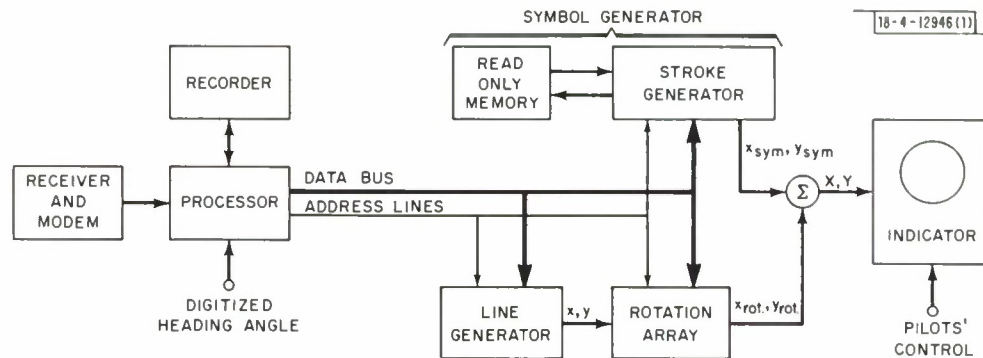 SYMBOL GENERATOR
18-4-12946(1)
RECORDER
READ
ONLY
MEMORY
STROKE
GENERATOR
RECEIVER
AND
MODEM
PROCESSOR
DATA BUS
ADDRESS LINES
xsym, ysym
Σ
X, Y
INDICATOR
DIGITIZED
HEADING ANGLE
LINE
GENERATOR
x, y
ROTATION
ARRAY
xrot., yrot.
PILOTS'
CONTROL